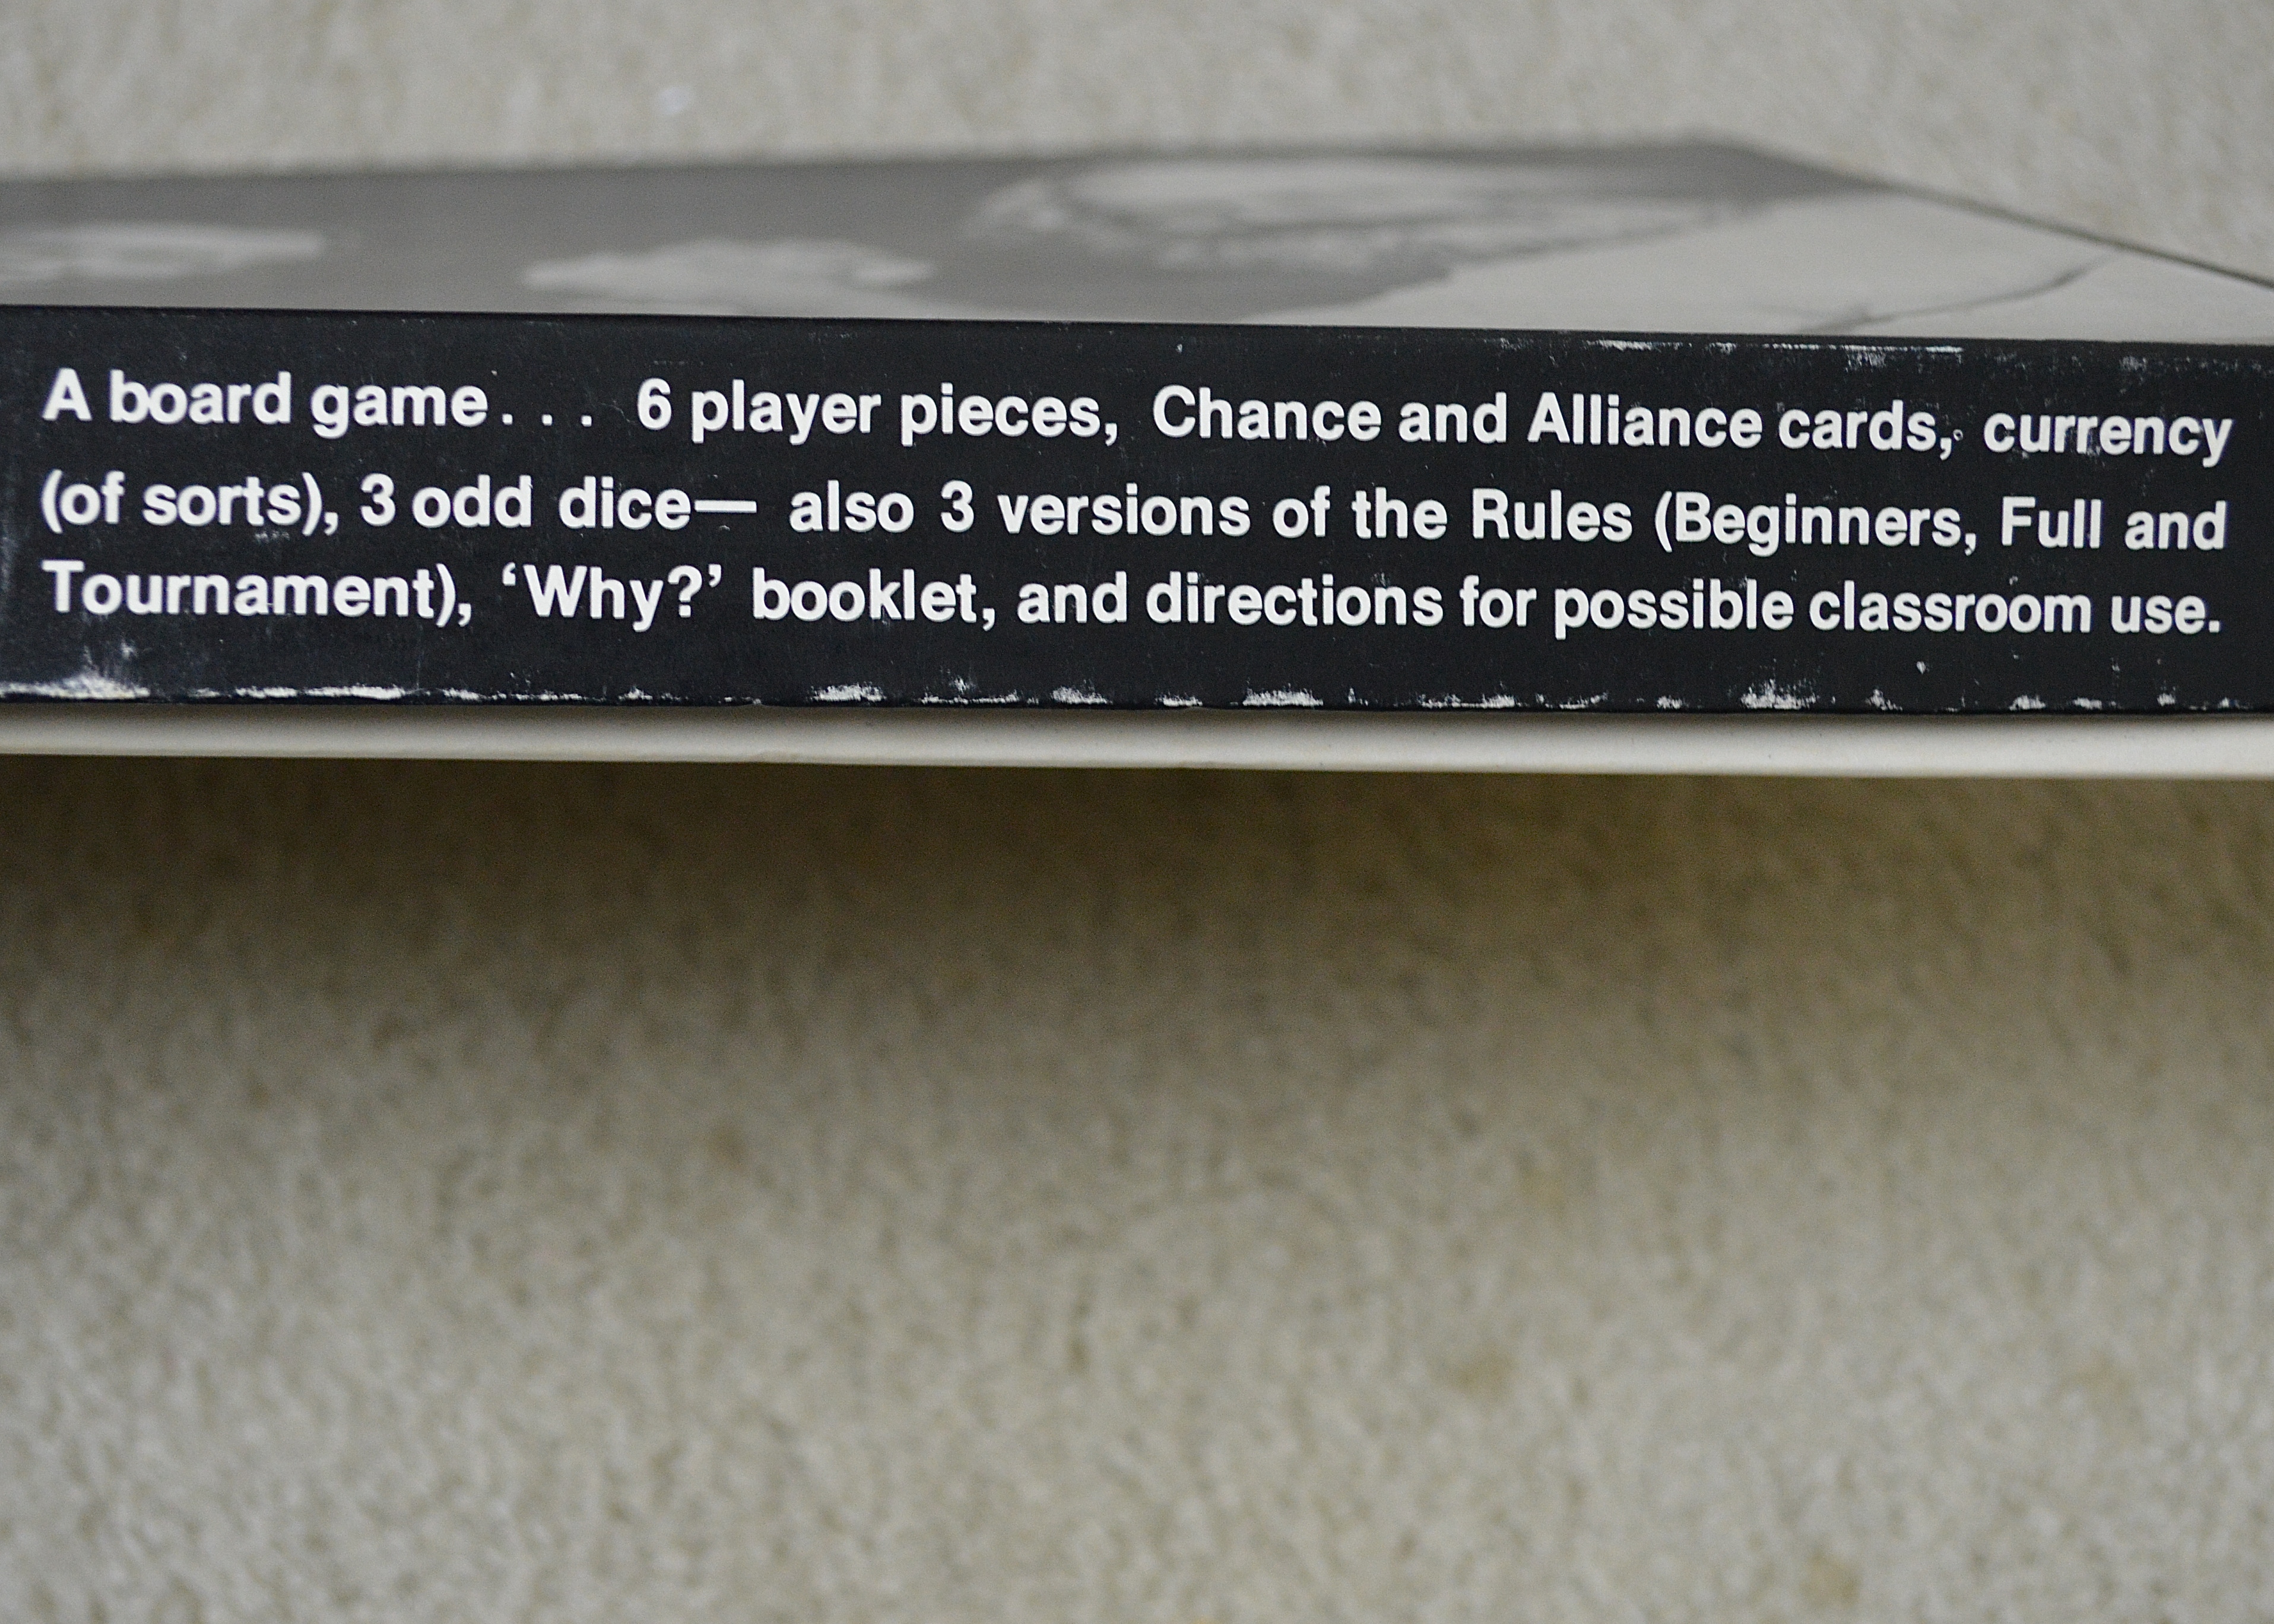 A board game... 6 player pieces, Chance and Alliance cards, currency
(of sorts), 3 odd dice— also 3 versions of the Rules (Beginners, Full and
Tournament), ‘Why?’ booklet, and directions for possible classroom use.